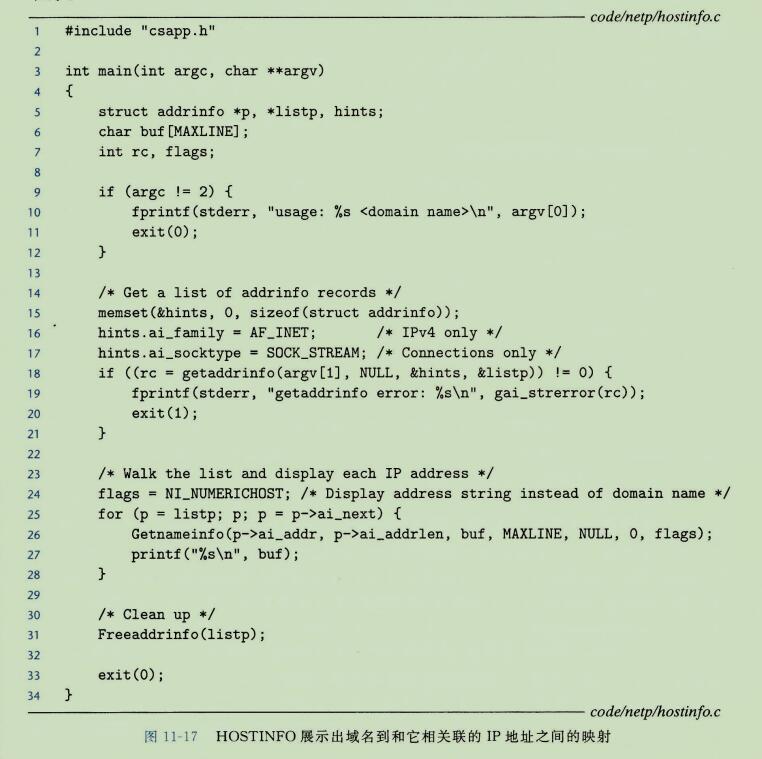 code/netp/hostinfo.c
1 #include "csapp.h"
2
3 int main(int argc, char **argv)
4 {
5     struct addrinfo *p, *listp, hints;
6     char buf[MAXLINE];
7     int rc, flags;
8
9     if (argc != 2) {
10         fprintf(stderr, "usage: %s <domain name>\n", argv[0]);
11         exit(0);
12     }
13
14     /* Get a list of addrinfo records */
15     memset(&hints, 0, sizeof(struct addrinfo));
16     hints.ai_family = AF_INET;       /* IPv4 only */
17     hints.ai_socktype = SOCK_STREAM; /* Connections only */
18     if ((rc = getaddrinfo(argv[1], NULL, &hints, &listp)) != 0) {
19         fprintf(stderr, "getaddrinfo error: %s\n", gai_strerror(rc));
20         exit(1);
21     }
22
23     /* Walk the list and display each IP address */
24     flags = NI_NUMERICHOST; /* Display address string instead of domain name */
25     for (p = listp; p; p = p->ai_next) {
26         Getnameinfo(p->ai_addr, p->ai_addrlen, buf, MAXLINE, NULL, 0, flags);
27         printf("%s\n", buf);
28     }
29
30     /* Clean up */
31     Freeaddrinfo(listp);
32
33     exit(0);
34 }
code/netp/hostinfo.c
图 11-17 HOSTINFO 展示出域名到和它相关联的 IP 地址之间的映射